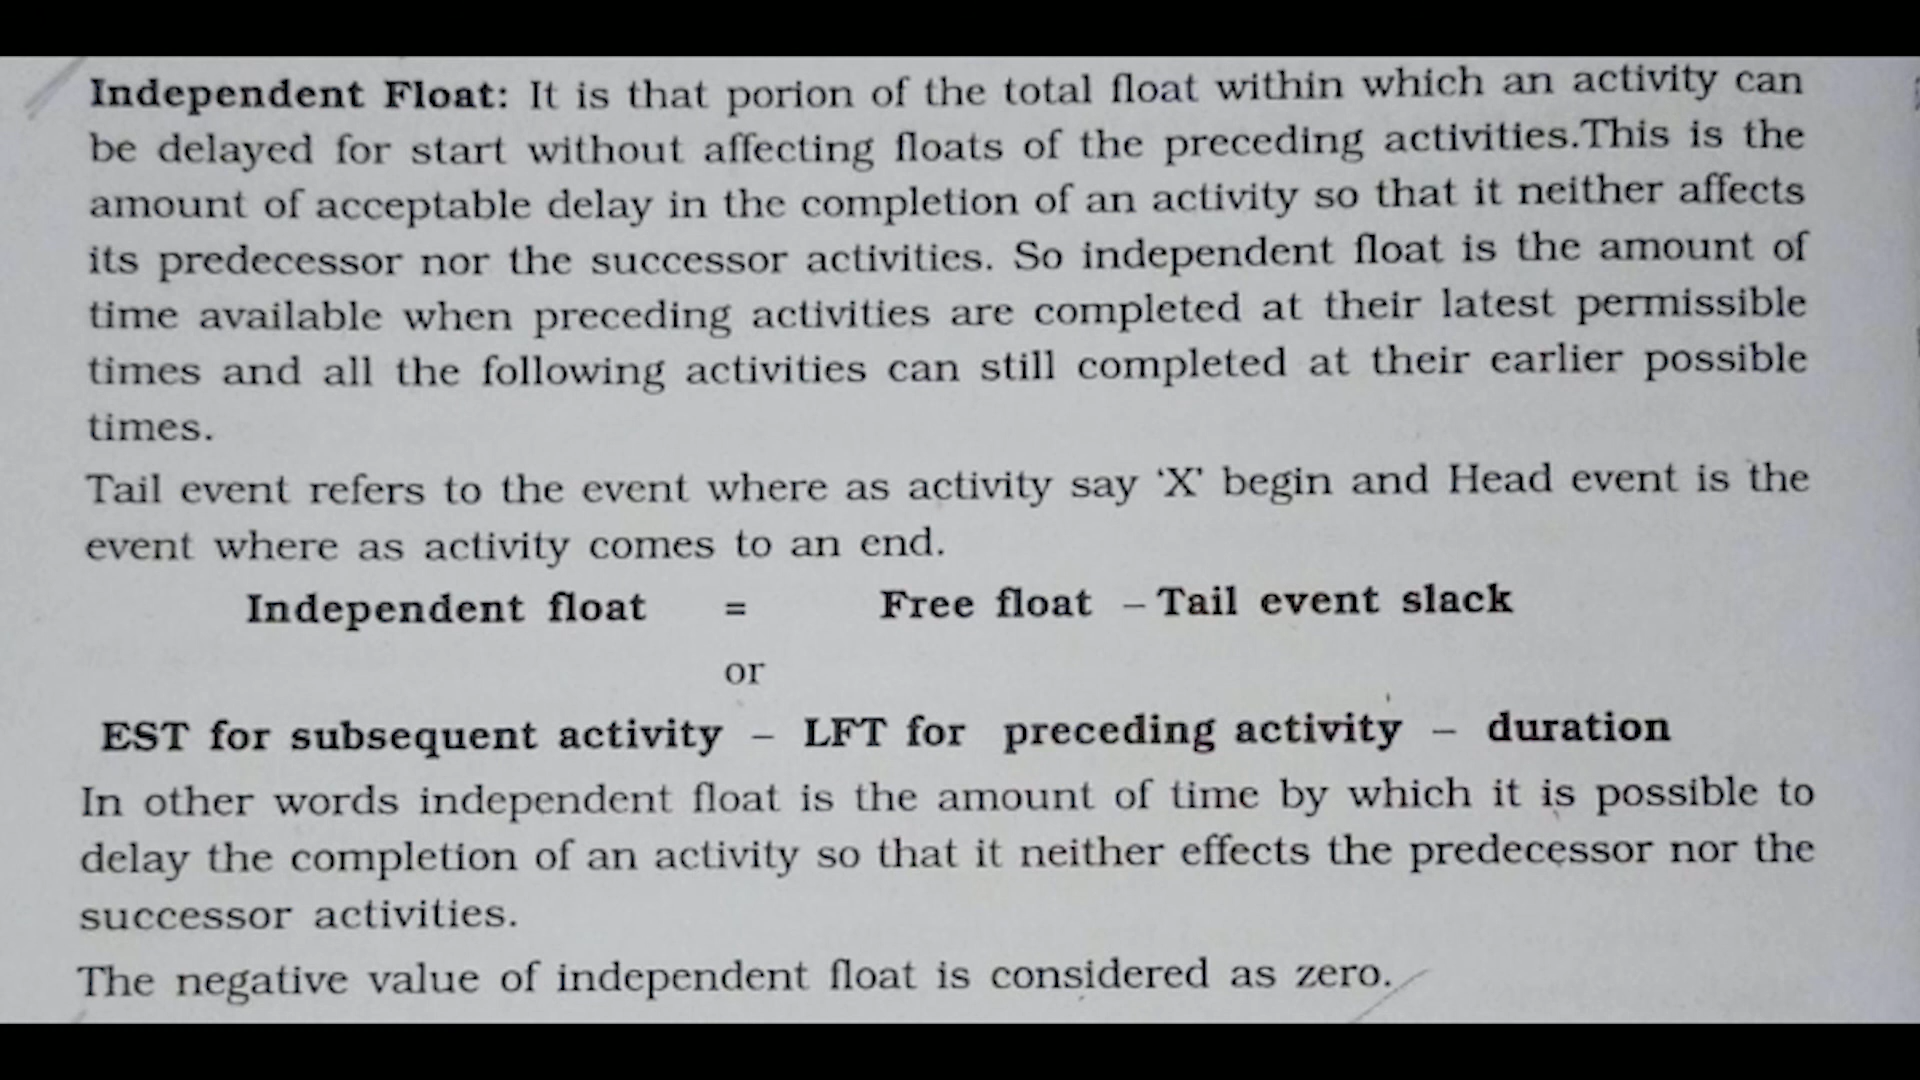 Independent Float: It is that porion of the total float within which an activity can
be delayed for start without affecting floats of the preceding activities.This is the
amount of acceptable delay in the completion of an activity so that it neither affects
its predecessor nor the successor activities. So independent float is the amount of
time available when preceding activities are completed at their latest permissible
times and all the following activities can still completed at their earlier possible
times.
Tail event refers to the event where as activity say ‘X’ begin and Head event is the
event where as activity comes to an end.
Independent float = Free float – Tail event slack
or
EST for subsequent activity – LFT for preceding activity – duration
In other words independent float is the amount of time by which it is possible to
delay the completion of an activity so that it neither effects the predecessor nor the
successor activities.
The negative value of independent float is considered as zero.